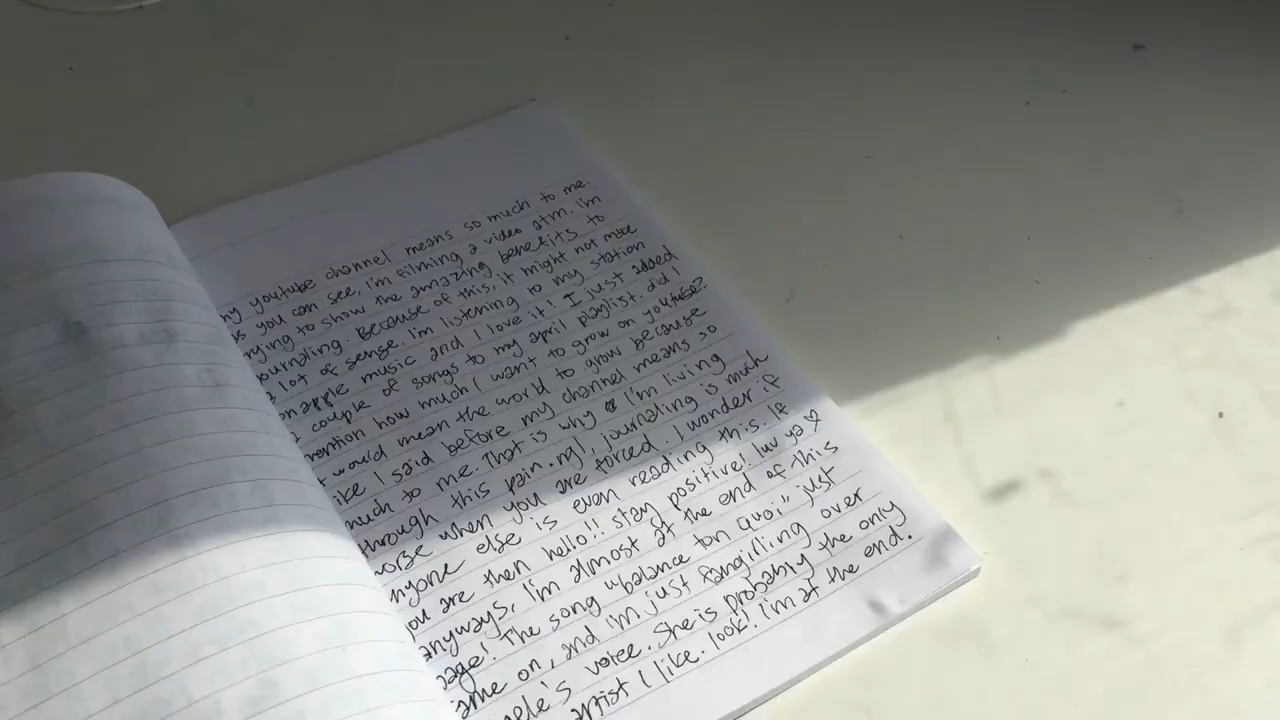 my youtube channel means so much to me.
as you can see, I'm filming a video atm. I'm
trying to show the amazing benefits to
journaling. Because of this, it might not make
a lot of sense. I'm listening to my station
on apple music and I love it! I just added
a couple of songs to my april playlist. did I
mention how much I want to grow on youtube?
It would mean the world to grow because
like I said before my channel means so
much to me. That is why I'm living
through this pain. ngl, journaling is much
worse when you are forced. I wonder if
anyone else is even reading this. If
you are then hello!! stay positive! luv ya ♡
anyways, I'm almost at the end of this
page! The song "balance ton quoi" just
came on, and i'm just fangirling over
voice. She is probably the only
artist I like. look! I'm at the end.